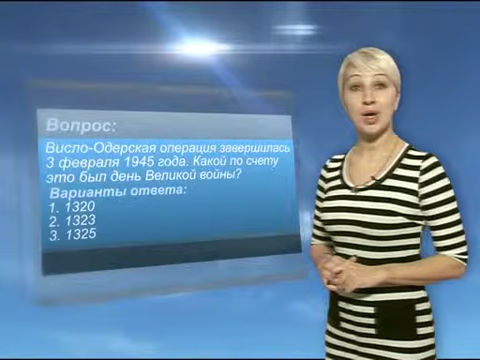 Вопрос:
Висло-Одерская операция завершилась
3 февраля 1945 года. Какой по счету
это был день Великой войны?
Варианты ответа:
1. 1320
2. 1323
3. 1325